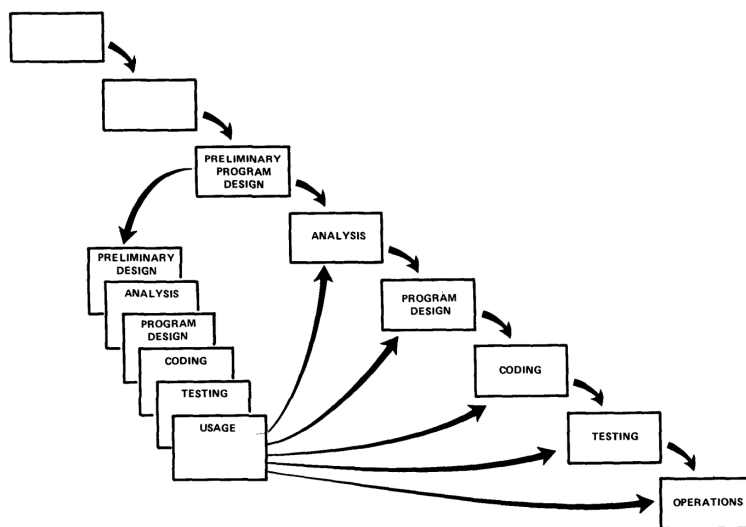 PRELIMINARY
PROGRAM
DESIGN
ANALYSIS
PROGRAM
DESIGN
CODING
TESTING
OPERATIONS
PRELIMINARY
DESIGN
ANALYSIS
PROGRAM
DESIGN
CODING
TESTING
USAGE